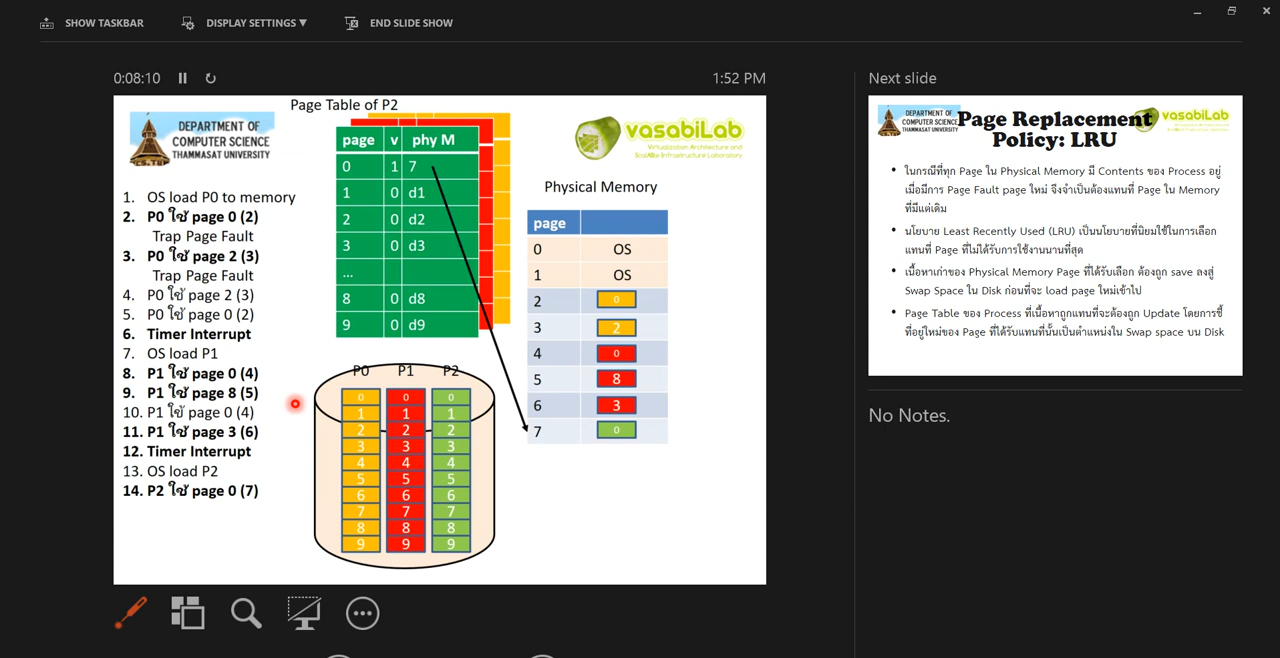 SHOW TASKBAR
DISPLAY SETTINGS ▼
END SLIDE SHOW
0:08:10
1:52 PM
Next slide
Page Table of P2
DEPARTMENT OF
COMPUTER SCIENCE
THAMMASAT UNIVERSITY
vasabiLab
Virtualization Architecture and
ScalAble Infrastructure Laboratory
page v phy M
0 1 7
1 0 d1
2 0 d2
3 0 d3
...
8 0 d8
9 0 d9
1. OS load P0 to memory
2. P0 ใช้ page 0 (2)
Trap Page Fault
3. P0 ใช้ page 2 (3)
Trap Page Fault
4. P0 ใช้ page 2 (3)
5. P0 ใช้ page 0 (2)
6. Timer Interrupt
7. OS load P1
8. P1 ใช้ page 0 (4)
9. P1 ใช้ page 8 (5)
10. P1 ใช้ page 0 (4)
11. P1 ใช้ page 3 (6)
12. Timer Interrupt
13. OS load P2
14. P2 ใช้ page 0 (7)
P0 P1 P2
0 0 0
1 1 1
2 2 2
3 3 3
4 4 4
5 5 5
6 6 6
7 7 7
8 8 8
9 9 9
Physical Memory
page
0 OS
1 OS
2 0
3 2
4 0
5 8
6 3
7 0
DEPARTMENT OF
COMPUTER SCIENCE
THAMMASAT UNIVERSITY
vasabiLab
Page Replacement
Policy: LRU
• ในกรณีที่ทุก Page ใน Physical Memory มี Contents ของ Process อยู่
เมื่อมีการ Page Fault page ใหม่ จึงจำเป็นต้องแทนที่ Page ใน Memory
ที่มีแต่เดิม
• นโยบาย Least Recently Used (LRU) เป็นนโยบายที่นิยมใช้ในการเลือก
แทนที่ Page ที่ไม่ได้รับการใช้งานนานที่สุด
• เนื้อหาเก่าของ Physical Memory Page ที่ได้รับเลือก ต้องถูก save ลงสู่
Swap Space ใน Disk ก่อนที่จะ load page ใหม่เข้าไป
• Page Table ของ Process ที่เนื้อหาถูกแทนที่จะต้องถูก Update โดยการชี้
ที่อยู่ใหม่ของ Page ที่ได้รับแทนที่นั้นเป็นตำแหน่งใน Swap space บน Disk
No Notes.